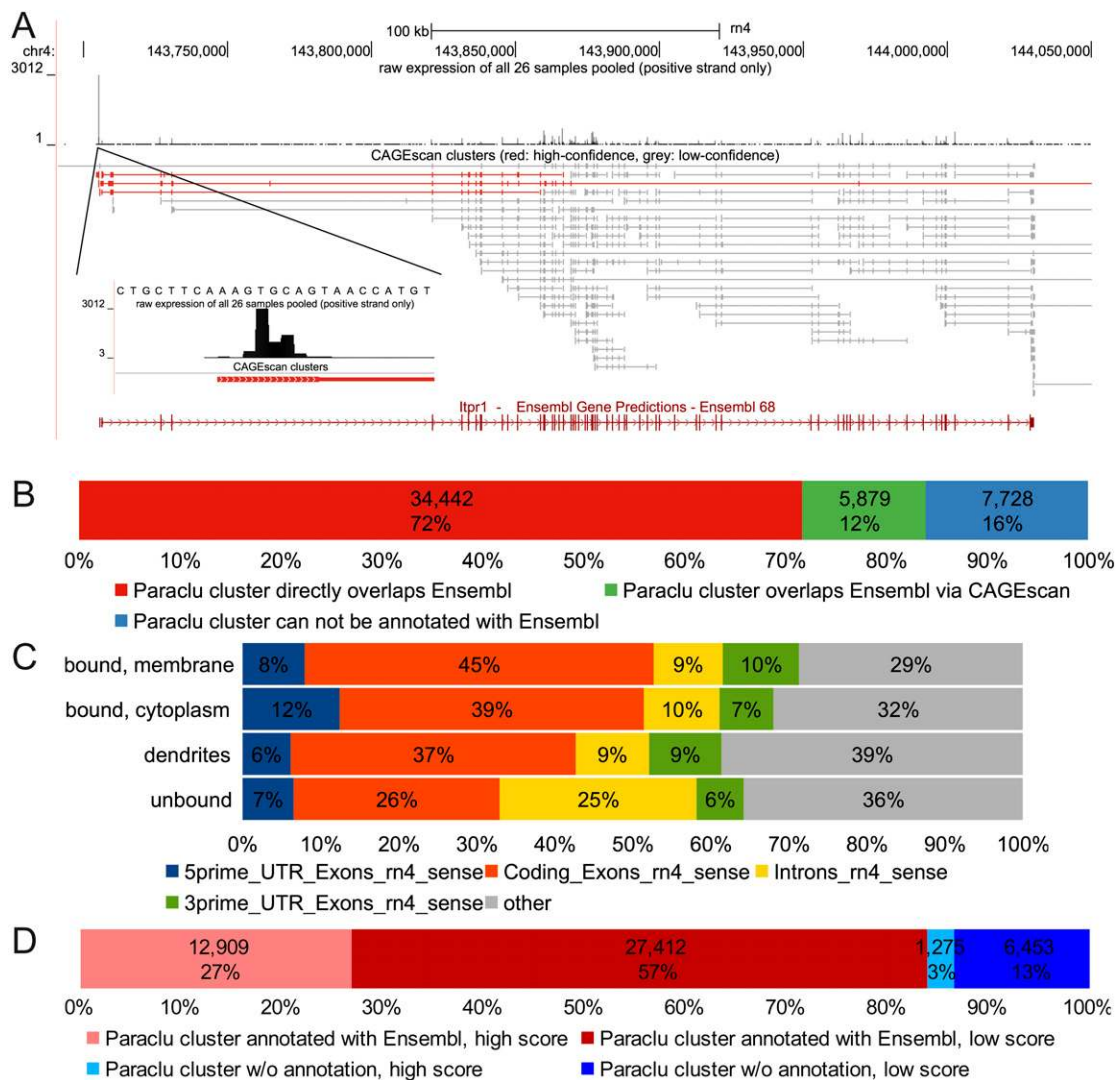 A
100 kb
rn4
chr4:
143,750,000
143,800,000
143,850,000
143,900,000
143,950,000
144,000,000
144,050,000
3012
raw expression of all 26 samples pooled (positive strand only)
1
CAGEscan clusters (red: high-confidence, grey: low-confidence)
C T G C T T C A A A G T G C A G T A A C C A T G T
raw expression of all 26 samples pooled (positive strand only)
3012
3
CAGEscan clusters
Itpr1 - Ensembl Gene Predictions - Ensembl 68
B
34,442 5,879 7,728
72% 12% 16%
0% 10% 20% 30% 40% 50% 60% 70% 80% 90% 100%
Paraclu cluster directly overlaps Ensembl
Paraclu cluster overlaps Ensembl via CAGEscan
Paraclu cluster can not be annotated with Ensembl
C
bound, membrane 8% 45% 9% 10% 29%
bound, cytoplasm 12% 39% 10% 7% 32%
dendrites 6% 37% 9% 9% 39%
unbound 7% 26% 25% 6% 36%
0% 10% 20% 30% 40% 50% 60% 70% 80% 90% 100%
5prime_UTR_Exons_rn4_sense Coding_Exons_rn4_sense Introns_rn4_sense
3prime_UTR_Exons_rn4_sense other
D
12,909 27,412 1,275 6,453
27% 57% 3% 13%
0% 10% 20% 30% 40% 50% 60% 70% 80% 90% 100%
Paraclu cluster annotated with Ensembl, high score
Paraclu cluster annotated with Ensembl, low score
Paraclu cluster w/o annotation, high score
Paraclu cluster w/o annotation, low score